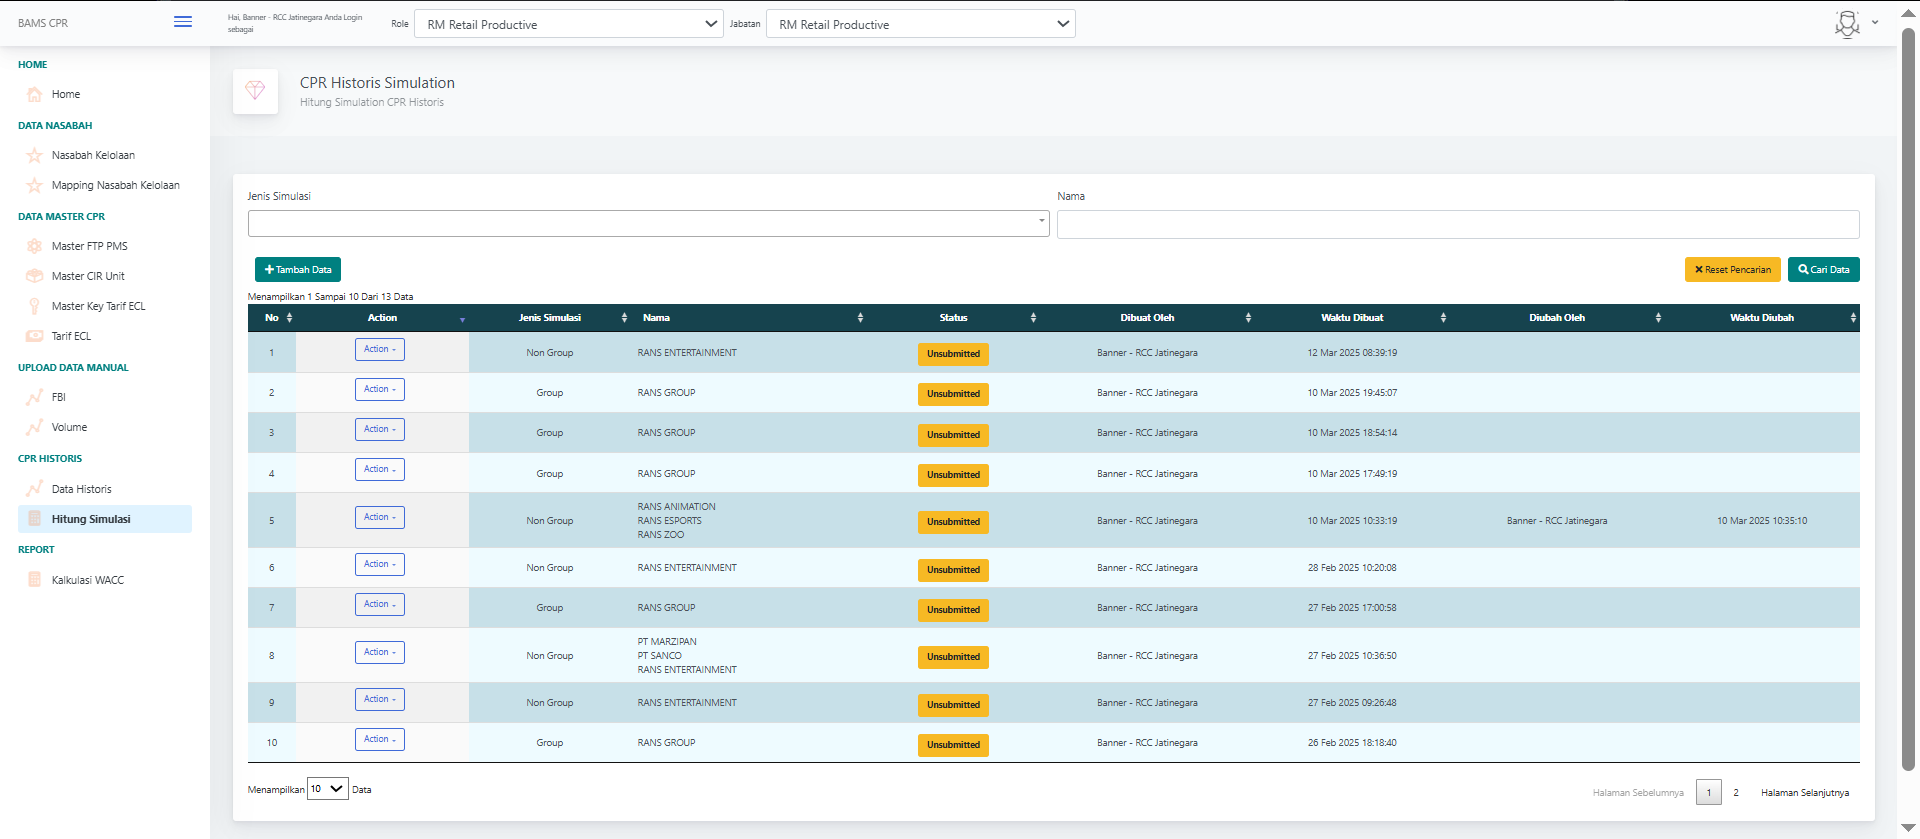 BAMS CPR
Hai, Banner - RCC Jatinegara Anda Login
sebagai
Role
RM Retail Productive
Jabatan
RM Retail Productive
HOME
Home
DATA NASABAH
Nasabah Kelolaan
Mapping Nasabah Kelolaan
DATA MASTER CPR
Master FTP PMS
Master CIR Unit
Master Key Tarif ECL
Tarif ECL
UPLOAD DATA MANUAL
FBI
Volume
CPR HISTORIS
Data Historis
Hitung Simulasi
REPORT
Kalkulasi WACC
CPR Historis Simulation
Hitung Simulation CPR Historis
Jenis Simulasi
Nama
Tambah Data
Reset Pencarian
Cari Data
Menampilkan 1 Sampai 10 Dari 13 Data
No Action Jenis Simulasi Nama Status Dibuat Oleh Waktu Dibuat Diubah Oleh Waktu Diubah
1 Action Non Group RANS ENTERTAINMENT Unsubmitted Banner - RCC Jatinegara 12 Mar 2025 08:39:19
2 Action Group RANS GROUP Unsubmitted Banner - RCC Jatinegara 10 Mar 2025 19:45:07
3 Action Group RANS GROUP Unsubmitted Banner - RCC Jatinegara 10 Mar 2025 18:54:14
4 Action Group RANS GROUP Unsubmitted Banner - RCC Jatinegara 10 Mar 2025 17:49:19
RANS ANIMATION
5 Action Non Group RANS ESPORTS Unsubmitted Banner - RCC Jatinegara 10 Mar 2025 10:33:19 Banner - RCC Jatinegara 10 Mar 2025 10:35:10
RANS ZOO
6 Action Non Group RANS ENTERTAINMENT Unsubmitted Banner - RCC Jatinegara 28 Feb 2025 10:20:08
7 Action Group RANS GROUP Unsubmitted Banner - RCC Jatinegara 27 Feb 2025 17:00:58
PT MARZIPAN
8 Action Non Group PT SANCO Unsubmitted Banner - RCC Jatinegara 27 Feb 2025 10:36:50
RANS ENTERTAINMENT
9 Action Non Group RANS ENTERTAINMENT Unsubmitted Banner - RCC Jatinegara 27 Feb 2025 09:26:48
10 Action Group RANS GROUP Unsubmitted Banner - RCC Jatinegara 26 Feb 2025 18:18:40
Menampilkan 10 Data
Halaman Sebelumnya 1 2 Halaman Selanjutnya